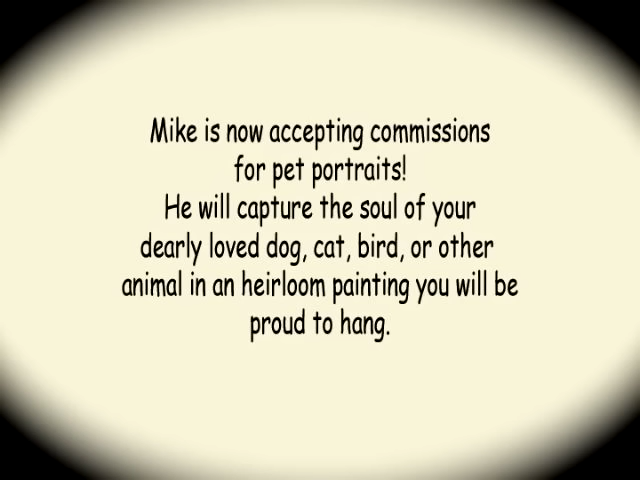 Mike is now accepting commissions
for pet portraits!
He will capture the soul of your
dearly loved dog, cat, bird, or other
animal in an heirloom painting you will be
proud to hang.